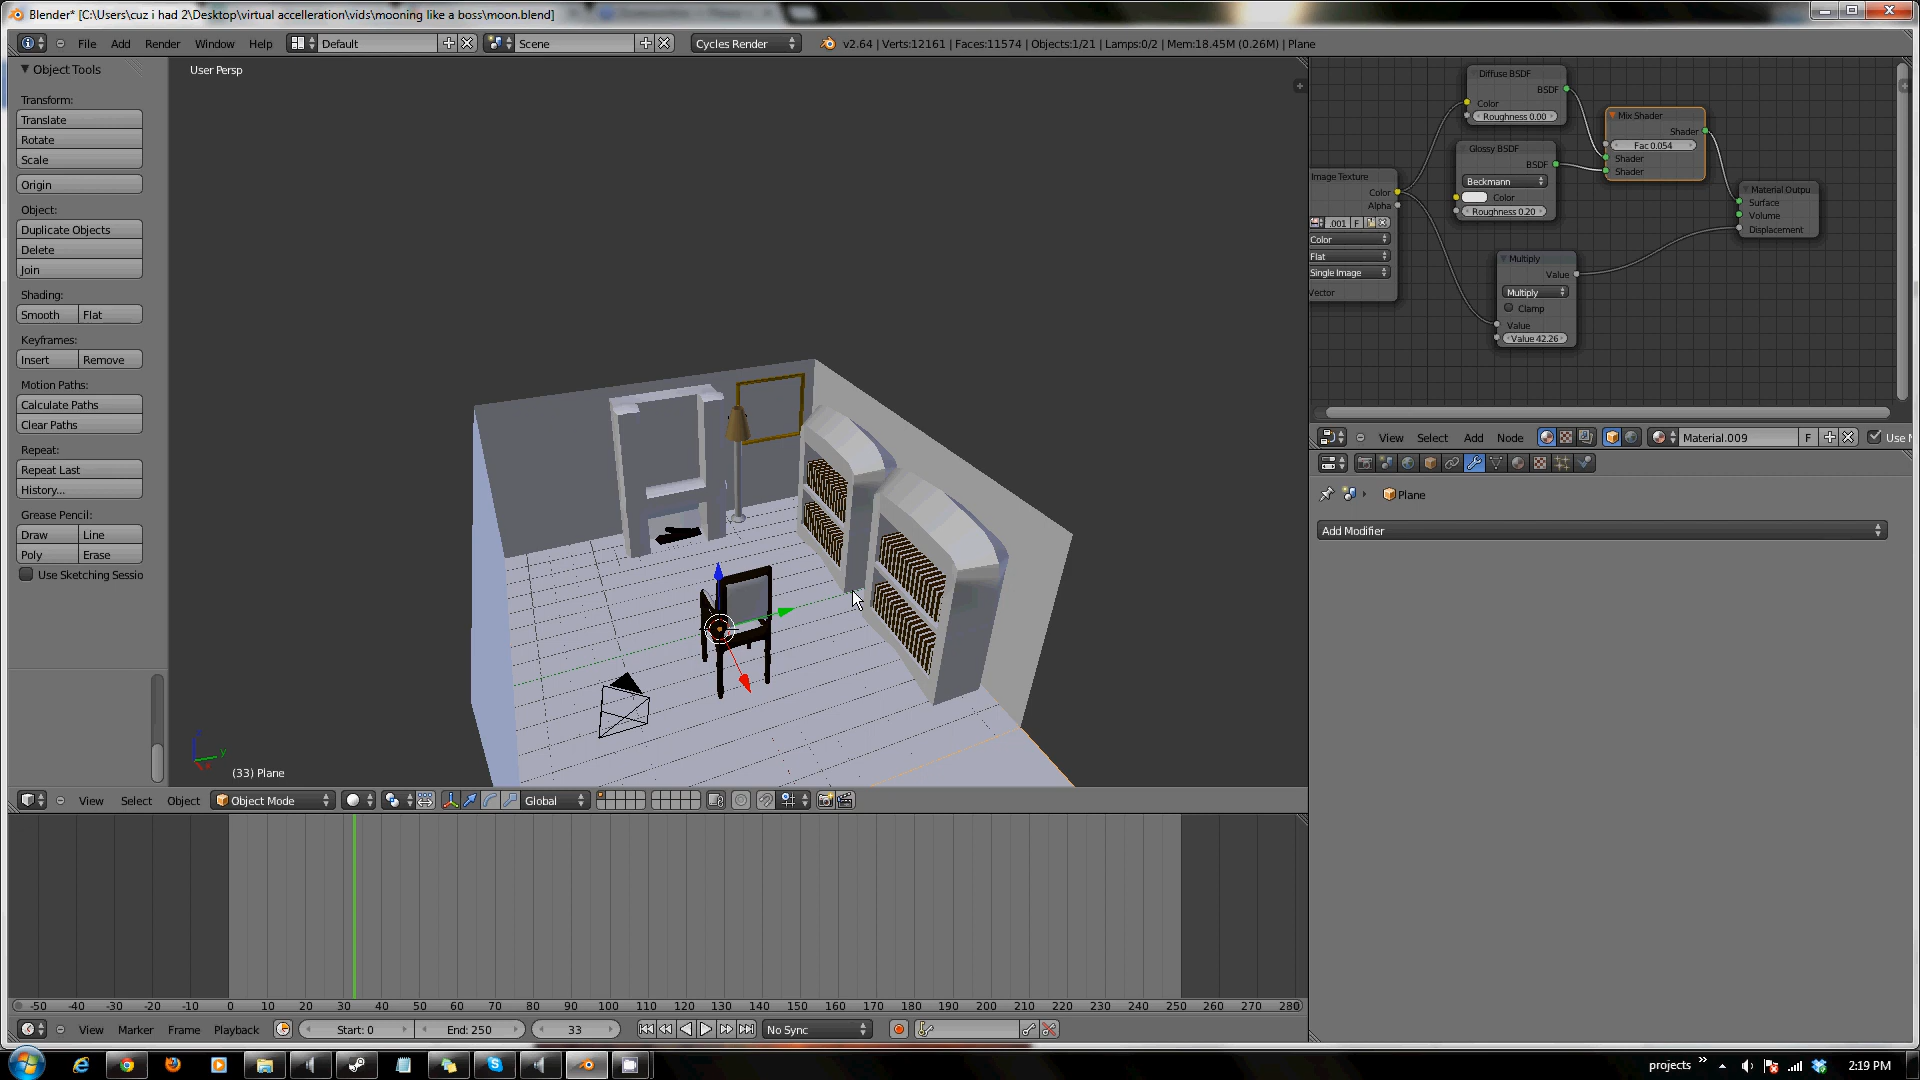 Blender* [C:\Users\cuz i had 2\Desktop\virtual accelleration\vids\mooning like a boss\moon.blend]
File Add Render Window Help Default Scene Cycles Render v2.64 | Verts:12161 | Faces:11574 | Objects:1/21 | Lamps:0/2 | Mem:18.45M (0.26M) | Plane
Object Tools
Transform:
Translate
Rotate
Scale
Origin
Object:
Duplicate Objects
Delete
Join
Shading:
Smooth Flat
Keyframes:
Insert Remove
Motion Paths:
Calculate Paths
Clear Paths
Repeat:
Repeat Last
History...
Grease Pencil:
Draw Line
Poly Erase
Use Sketching Sessio
User Persp
y
(33) Plane
View Select Object Object Mode Global
Diffuse BSDF
BSDF
Color
Roughness 0.00
Glossy BSDF
BSDF
Beckmann
Color
Roughness 0.20
Mix Shader
Shader
Fac 0.054
Shader
Shader
Material Outpu
Surface
Volume
Displacement
Image Texture
Color
Alpha
.001 F
Color
Flat
Single Image
Vector
Multiply
Value
Multiply
Clamp
Value
Value 42.26
View Select Add Node Material.009 F Use N
Plane
Add Modifier
-50 -40 -30 -20 -10 0 10 20 30 40 50 60 70 80 90 100 110 120 130 140 150 160 170 180 190 200 210 220 230 240 250 260 270 280
View Marker Frame Playback Start: 0 End: 250 33 No Sync
projects 2:19 PM